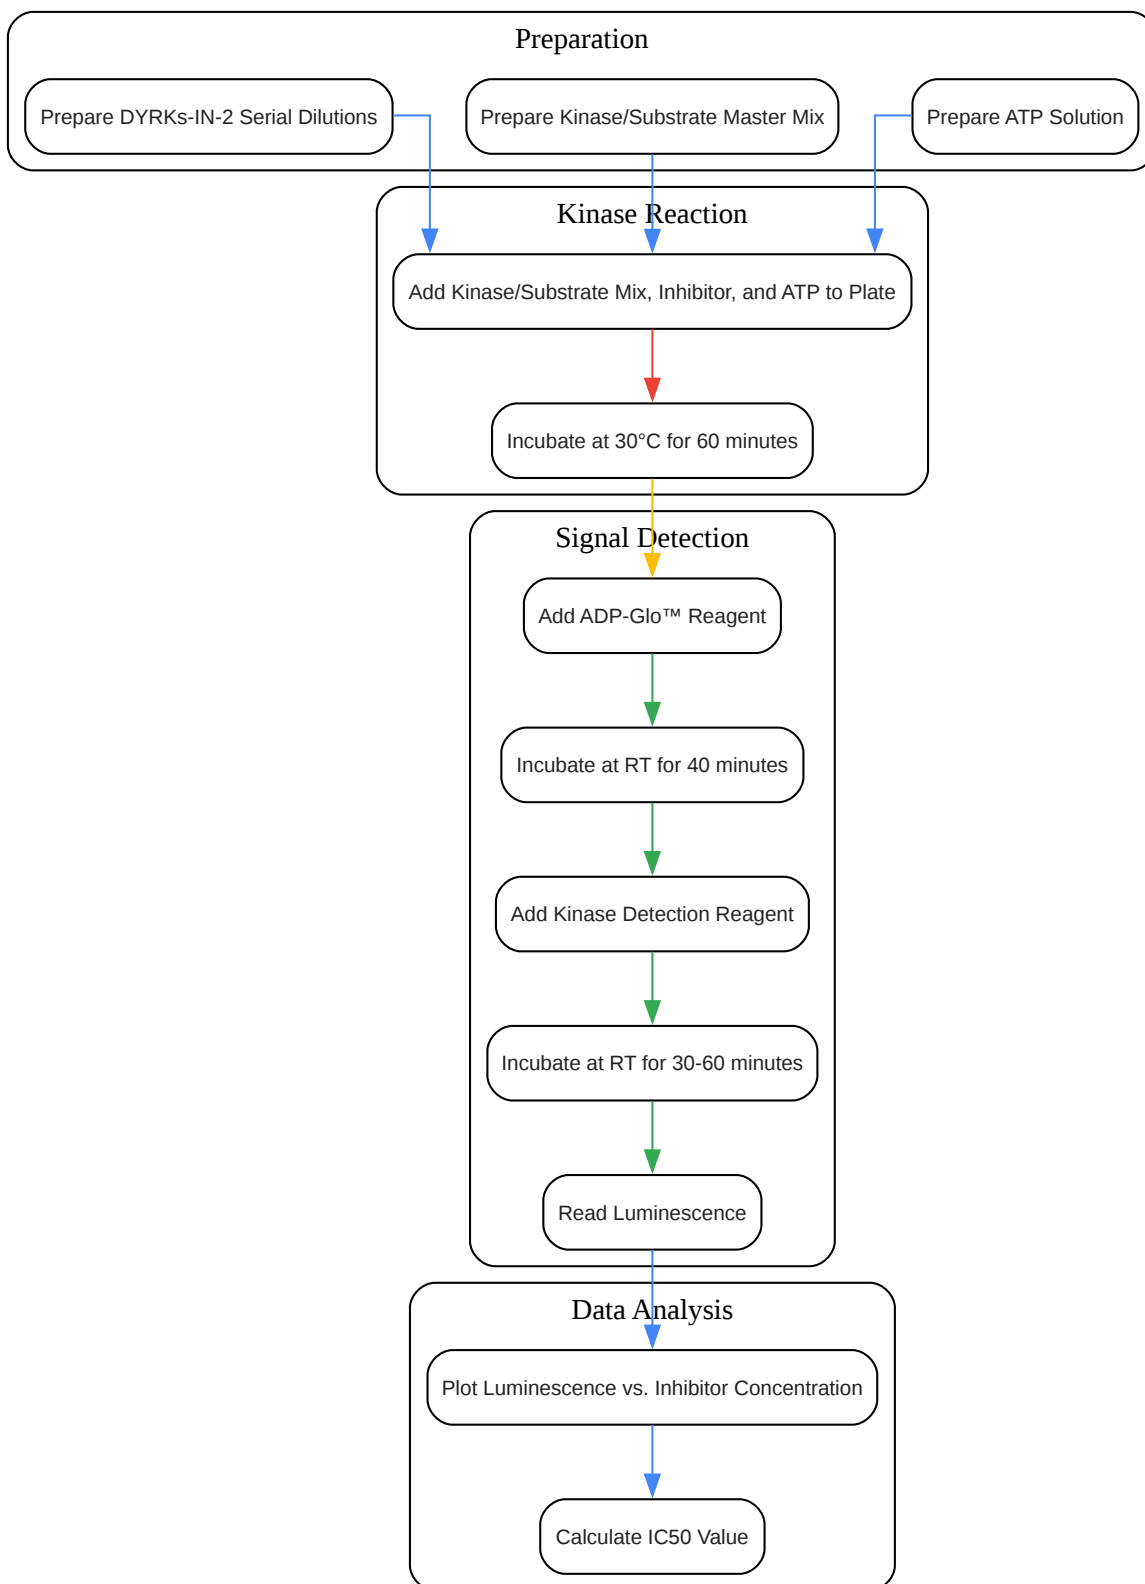 Preparation
Prepare DYRKs-IN-2 Serial Dilutions
Prepare Kinase/Substrate Master Mix
Prepare ATP Solution
Kinase Reaction
Add Kinase/Substrate Mix, Inhibitor, and ATP to Plate
Incubate at 30°C for 60 minutes
Signal Detection
Add ADP-Glo™ Reagent
Incubate at RT for 40 minutes
Add Kinase Detection Reagent
Incubate at RT for 30-60 minutes
Read Luminescence
Data Analysis
Plot Luminescence vs. Inhibitor Concentration
Calculate IC50 Value